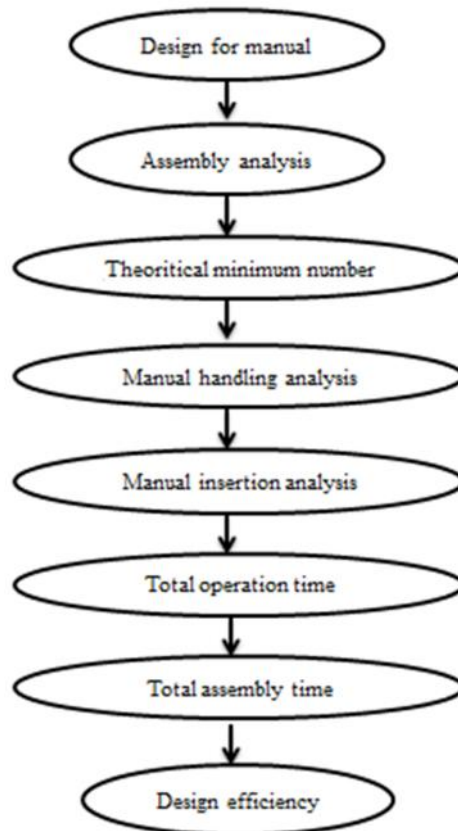 Design for manual
Assembly analysis
Theoritical minimum number
Manual handling analysis
Manual insertion analysis
Total operation time
Total assembly time
Design efficiency